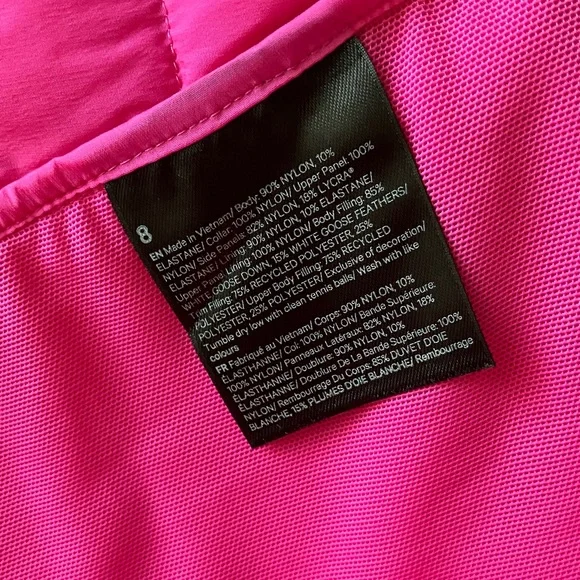 8
EN Made in Vietnam/ Body: 90% NYLON, 10%
ELASTANE/ Collar: 100% NYLON/ Upper Panel: 100%
NYLON/ Side Panels: 82% NYLON, 18% LYCRA®
ELASTANE/ Lining: 90% NYLON, 10% ELASTANE/
Upper Panel Lining: 100% NYLON/ Body Filling: 85%
WHITE GOOSE DOWN, 15% WHITE GOOSE FEATHERS/
Trim Filling: 75% RECYCLED POLYESTER, 25%
POLYESTER/ Upper Body Filling: 75% RECYCLED
POLYESTER, 25% POLYESTER/ Exclusive of decoration/
Tumble dry low with clean tennis balls/ Wash with like
colours
FR Fabriqué au Vietnam/ Corps: 90% NYLON, 10%
ÉLASTHANNE/ Col: 100% NYLON/ Bande Supérieure:
100% NYLON/ Panneaux Latéraux: 82% NYLON, 18%
ÉLASTHANNE/ Doublure: 90% NYLON, 10%
ÉLASTHANNE/ Doublure De La Bande Supérieure: 100%
NYLON/ Rembourrage Du Corps: 85% DUVET D'OIE
BLANCHE, 15% PLUMES D'OIE BLANCHE/ Rembourrage